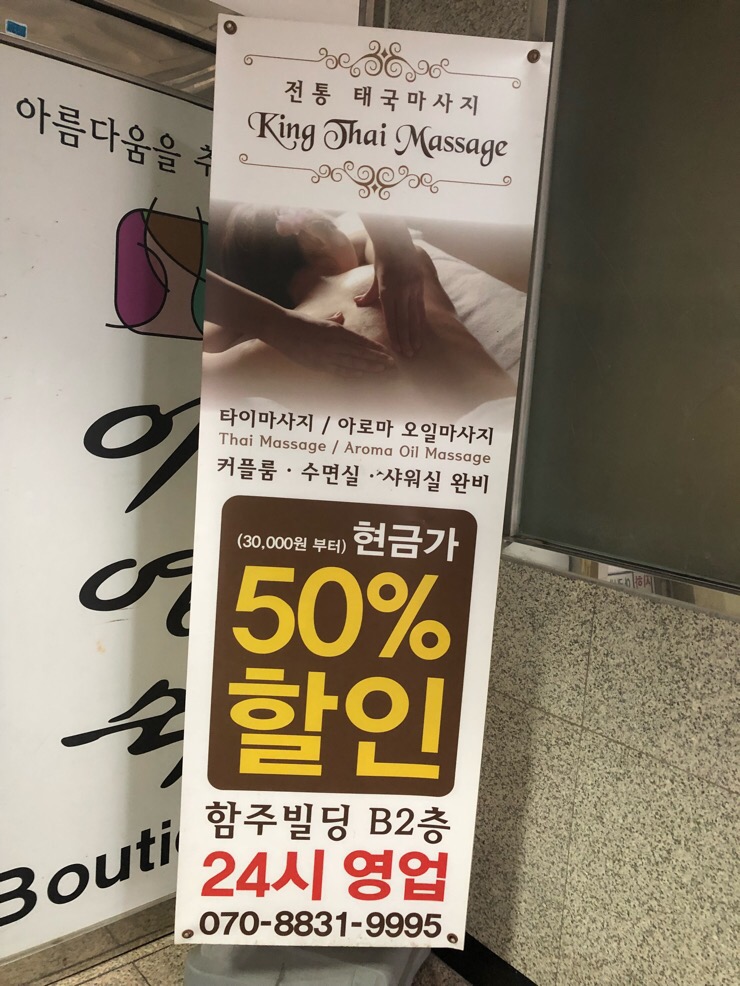 전통 태국마사지
King Thai Massage
타이마사지 / 아로마 오일마사지
Thai Massage / Aroma Oil Massage
커플룸 · 수면실 · 샤워실 완비
(30,000원 부터) 현금가
50%
할인
함주빌딩 B2층
24시 영업
070-8831-9995
아름다움을